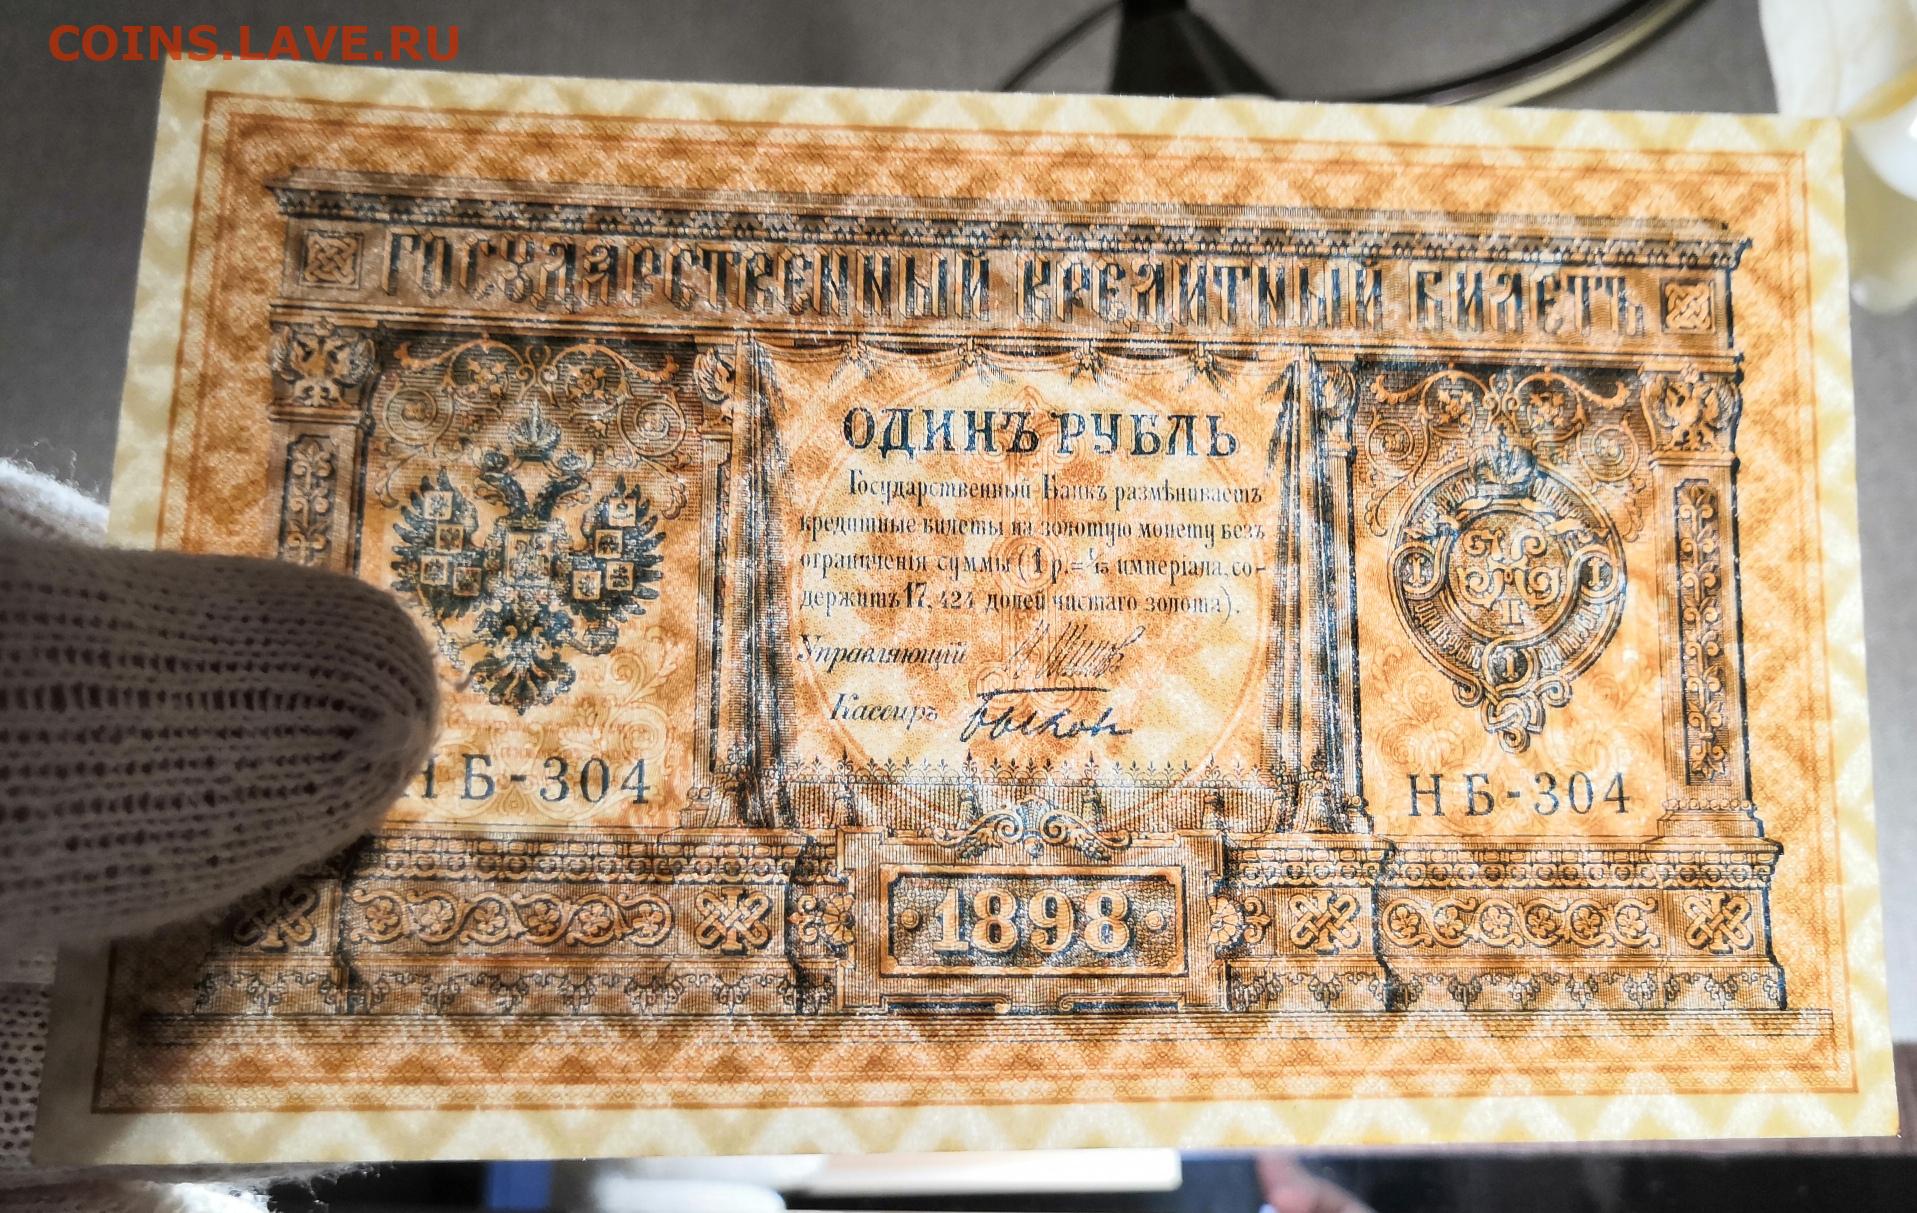 COINS.LAVE.RU
ГОСУДАРСТВЕННЫЙ КРЕДИТНЫЙ БИЛЕТЪ
ОДИНЪ РУБЛЬ
Государственный Банкъ размѣниваетъ
кредитные билеты на золотую монету безъ
ограниченія суммы (1 р.= 1/15 имперіала, со-
держитъ 17,424 долей чистаго золота).
Управляющій
Кассиръ Быковъ
НБ-304
НБ-304
1898